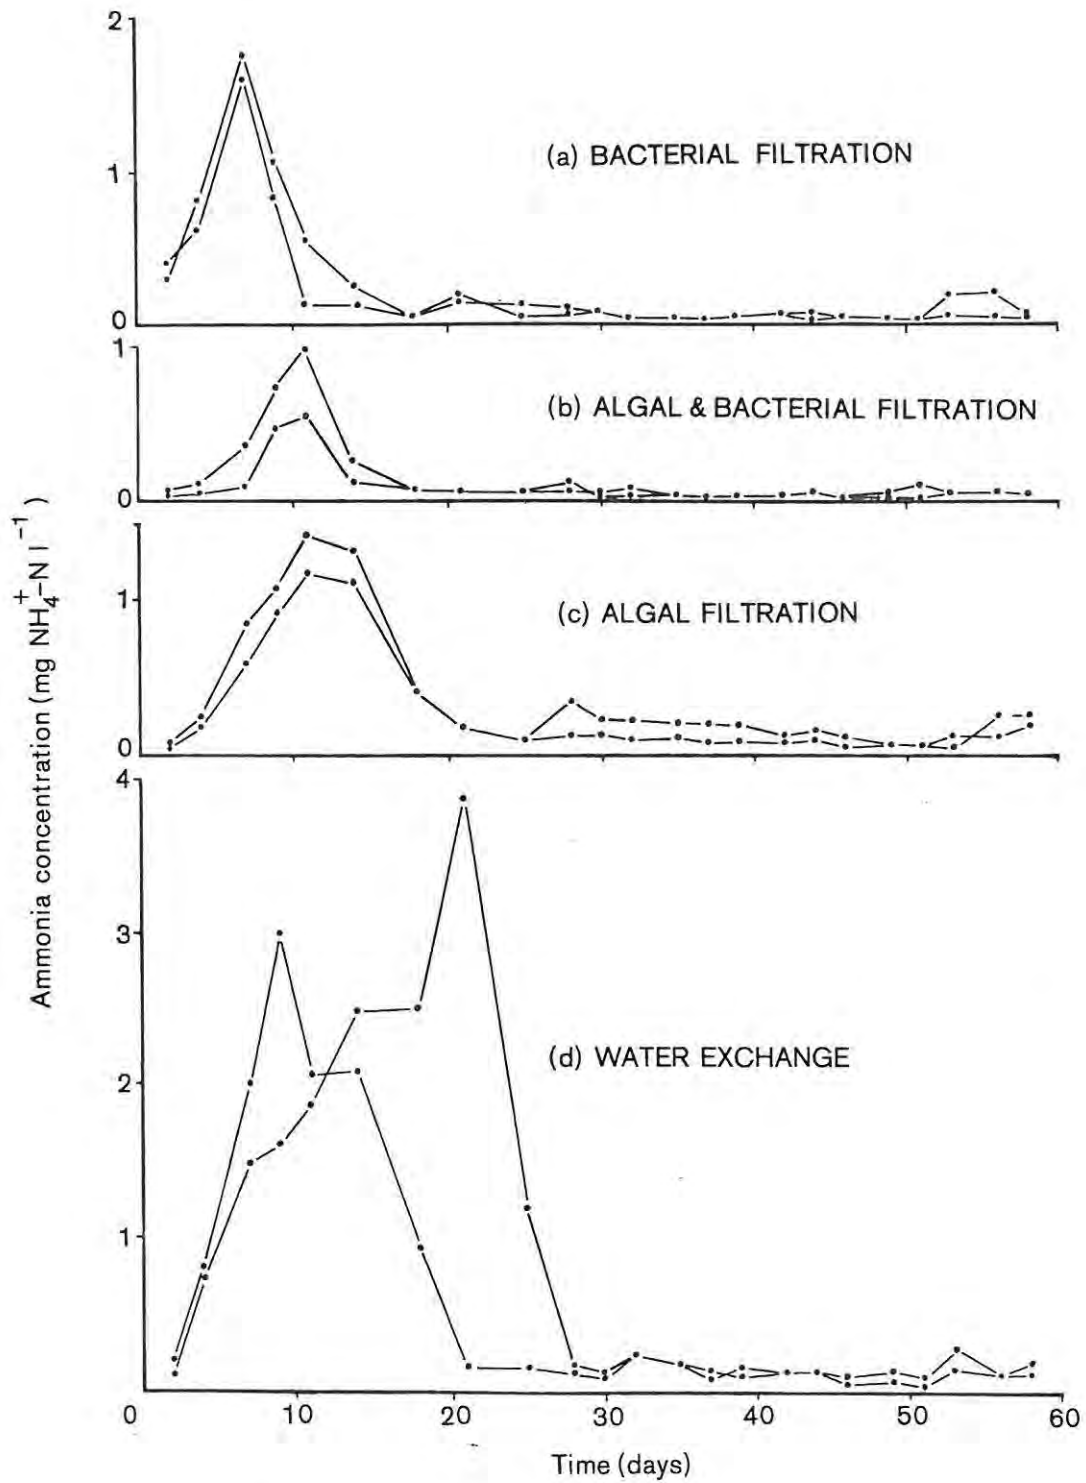 2
1
0
(a) BACTERIAL FILTRATION
1
0
(b) ALGAL & BACTERIAL FILTRATION
1
0
(c) ALGAL FILTRATION
4
3
2
1
(d) WATER EXCHANGE
0 10 20 30 40 50 60
Time (days)
Ammonia concentration (mg NH₄⁺–N l⁻¹)